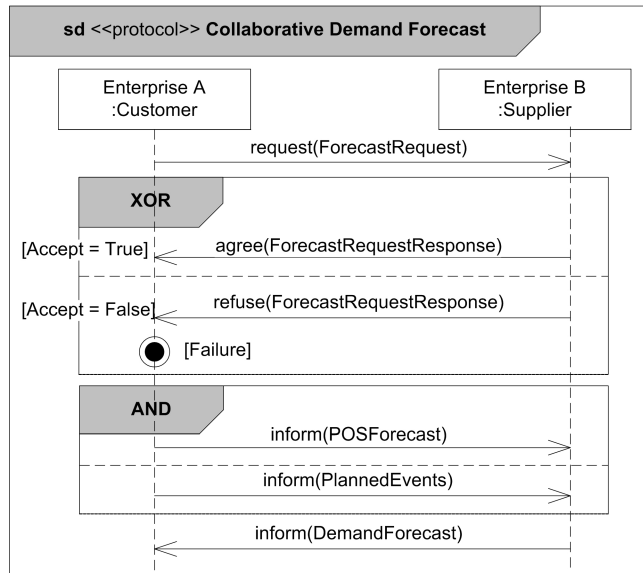 sd <<protocol>> Collaborative Demand Forecast
Enterprise A
:Customer
Enterprise B
:Supplier
request(ForecastRequest)
XOR
[Accept = True]
agree(ForecastRequestResponse)
[Accept = False]
refuse(ForecastRequestResponse)
[Failure]
AND
inform(POSForecast)
inform(PlannedEvents)
inform(DemandForecast)